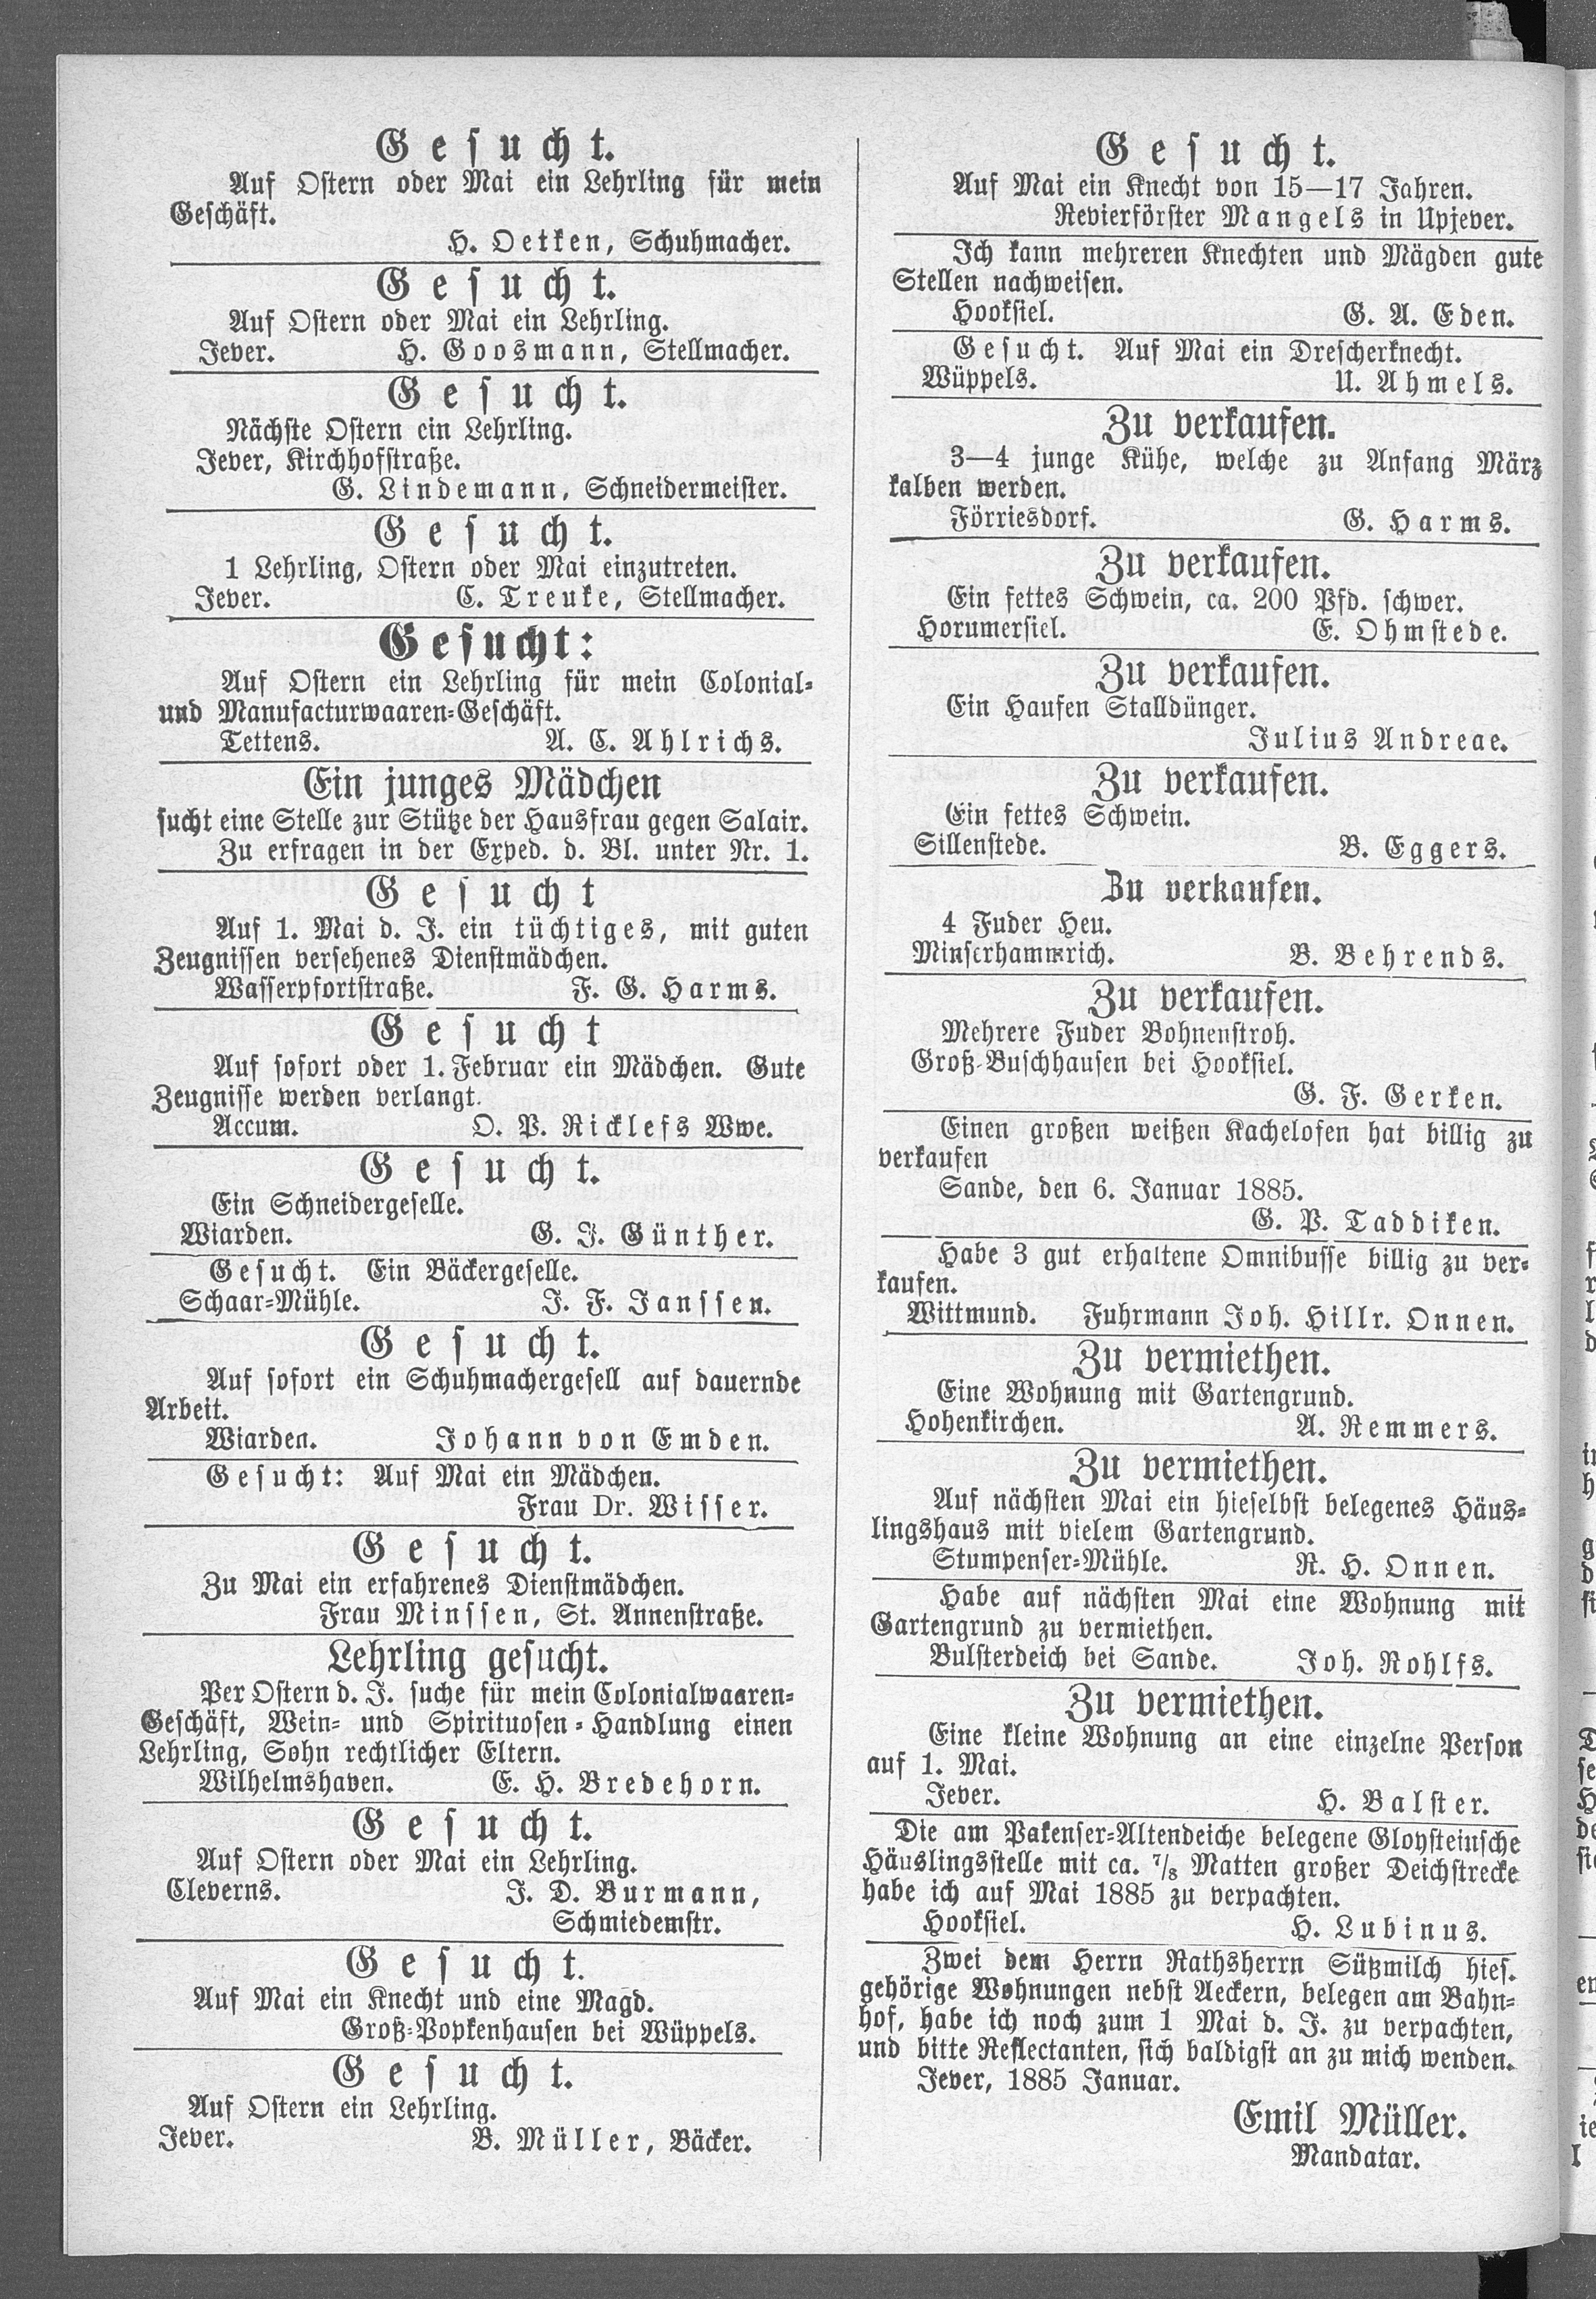 Gesucht.
Auf Ostern oder Mai ein Lehrling für mein
Geschäft.
H. Oetken, Schuhmacher.
Gesucht.
Auf Ostern oder Mai ein Lehrling.
Jever. H. Goosmann, Stellmacher.
Gesucht.
Nächste Ostern ein Lehrling.
Jever, Kirchhofstraße.
G. Lindemann, Schneidermeister.
Gesucht.
1 Lehrling, Ostern oder Mai einzutreten.
Jever. C. Treuke, Stellmacher.
Gesucht:
Auf Ostern ein Lehrling für mein Colonial-
und Manufacturwaaren-Geschäft.
Tettens. A. C. Ahlrichs.
Ein junges Mädchen
sucht eine Stelle zur Stütze der Hausfrau gegen Salair.
Zu erfragen in der Exped. d. Bl. unter Nr. 1.
Gesucht
Auf 1. Mai d. J. ein tüchtiges, mit guten
Zeugnissen versehenes Dienstmädchen.
Wasserpfortstraße. F. G. Harms.
Gesucht
Auf sofort oder 1. Februar ein Mädchen. Gute
Zeugnisse werden verlangt.
Accum. O. P. Ricklefs Wwe.
Gesucht.
Ein Schneidergeselle.
Wiarden. G. J. Günther.
Gesucht. Ein Bäckergeselle.
Schaar-Mühle. J. F. Janssen.
Gesucht.
Auf sofort ein Schuhmachergesell auf dauernde
Arbeit.
Wiarden. Johann von Emden.
Gesucht: Auf Mai ein Mädchen.
Frau Dr. Wisser.
Gesucht.
Zu Mai ein erfahrenes Dienstmädchen.
Frau Minssen, St. Annenstraße.
Lehrling gesucht.
Per Ostern d. J. suche für mein Colonialwaaren-
Geschäft, Wein- und Spirituosen-Handlung einen
Lehrling, Sohn rechtlicher Eltern.
Wilhelmshaven. E. H. Bredehorn.
Gesucht.
Auf Ostern oder Mai ein Lehrling.
Cleverns. J. D. Burmann,
Schmiedemstr.
Gesucht.
Auf Mai ein Knecht und eine Magd.
Groß-Popkenhausen bei Wüppels.
Gesucht.
Auf Ostern ein Lehrling.
Jever. B. Müller, Bäcker.
Gesucht.
Auf Mai ein Knecht von 15—17 Jahren.
Revierförster Mangels in Upjever.
Ich kann mehreren Knechten und Mägden gute
Stellen nachweisen.
Hooksiel. G. A. Eden.
Gesucht. Auf Mai ein Drescherknecht.
Wüppels. U. Ahmels.
Zu verkaufen.
3—4 junge Kühe, welche zu Anfang März
kalben werden.
Förriesdorf. G. Harms.
Zu verkaufen.
Ein fettes Schwein, ca. 200 Pfd. schwer.
Horumersiel. E. Ohmstede.
Zu verkaufen.
Ein Haufen Stalldünger.
Julius Andreae.
Zu verkaufen.
Ein fettes Schwein.
Sillenstede. B. Eggers.
Zu verkaufen.
4 Fuder Heu.
Minserhammrich. B. Behrends.
Zu verkaufen.
Mehrere Fuder Bohnenstroh.
Groß-Buschhausen bei Hooksiel.
G. F. Gerken.
Einen großen weißen Kachelofen hat billig zu
verkaufen
Sande, den 6. Januar 1885.
G. P. Taddiken.
Habe 3 gut erhaltene Omnibusse billig zu ver-
kaufen.
Wittmund. Fuhrmann Joh. Hillr. Onnen.
Zu vermiethen.
Eine Wohnung mit Gartengrund.
Hohenkirchen. A. Remmers.
Zu vermiethen.
Auf nächsten Mai ein hieselbst belegenes Häus-
lingshaus mit vielem Gartengrund.
Stumpenser-Mühle. R. H. Onnen.
Habe auf nächsten Mai eine Wohnung mit
Gartengrund zu vermiethen.
Bulsterdeich bei Sande. Joh. Rohlfs.
Zu vermiethen.
Eine kleine Wohnung an eine einzelne Person
auf 1. Mai.
Jever. H. Balster.
Die am Pakenser-Altendeiche belegene Gloysteinsche
Häuslingsstelle mit ca. 7/8 Matten großer Deichstrecke
habe ich auf Mai 1885 zu verpachten.
Hooksiel. H. Lubinus.
Zwei dem Herrn Rathsherrn Süßmilch hies.
gehörige Wohnungen nebst Aeckern, belegen am Bahn-
hof, habe ich noch zum 1 Mai d. J. zu verpachten,
und bitte Reflectanten, sich baldigst an zu mich wenden.
Jever, 1885 Januar.
Emil Müller.
Mandatar.